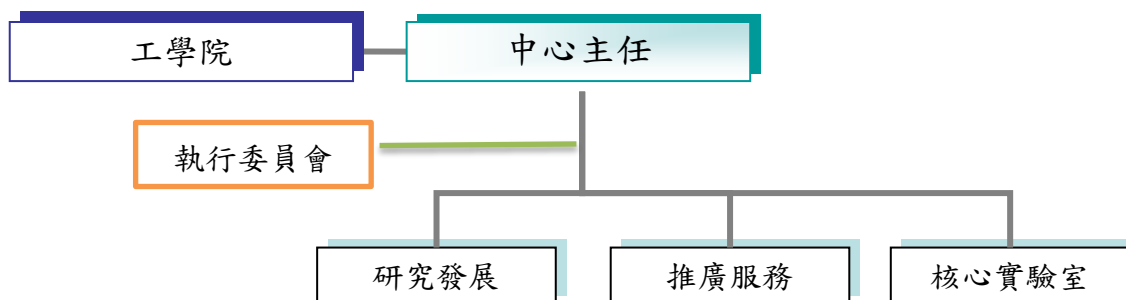 工學院
中心主任
執行委員會
研究發展
推廣服務
核心實驗室